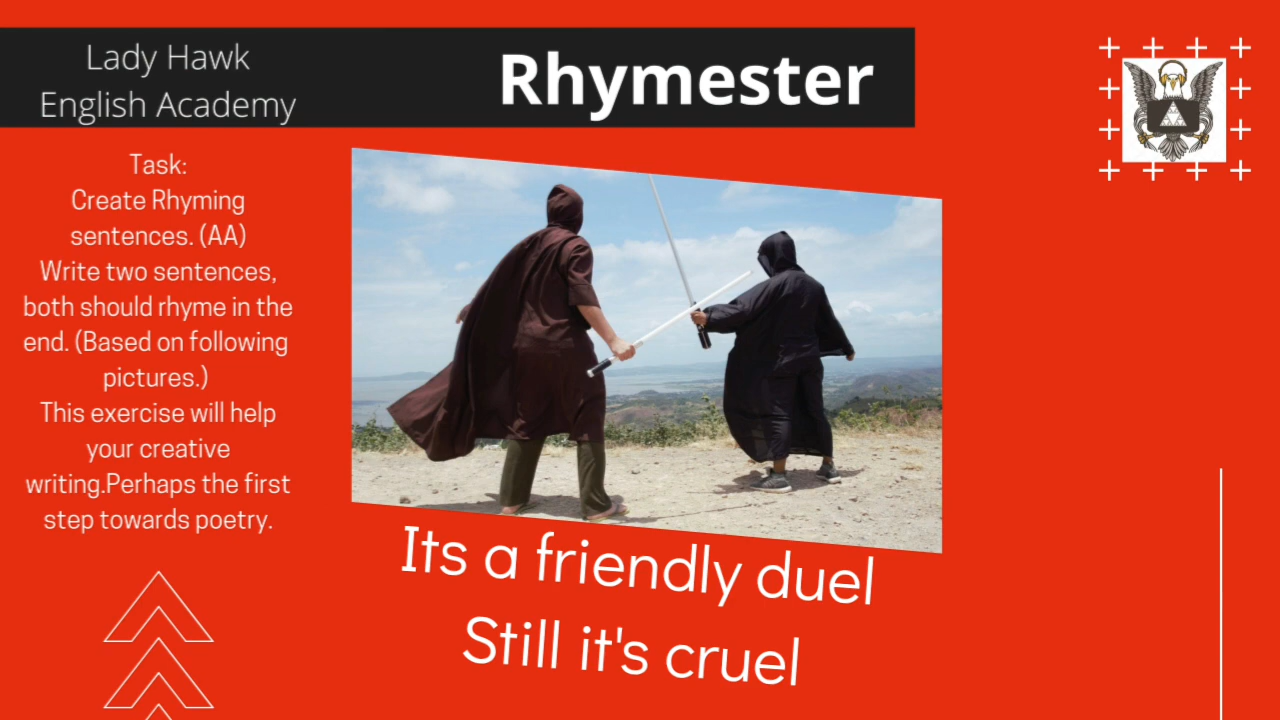 Lady Hawk
English Academy
Rhymester
Task:
Create Rhyming
sentences. (AA)
Write two sentences,
both should rhyme in the
end. (Based on following
pictures.)
This exercise will help
your creative
writing.Perhaps the first
step towards poetry.
Its a friendly duel
Still it's cruel